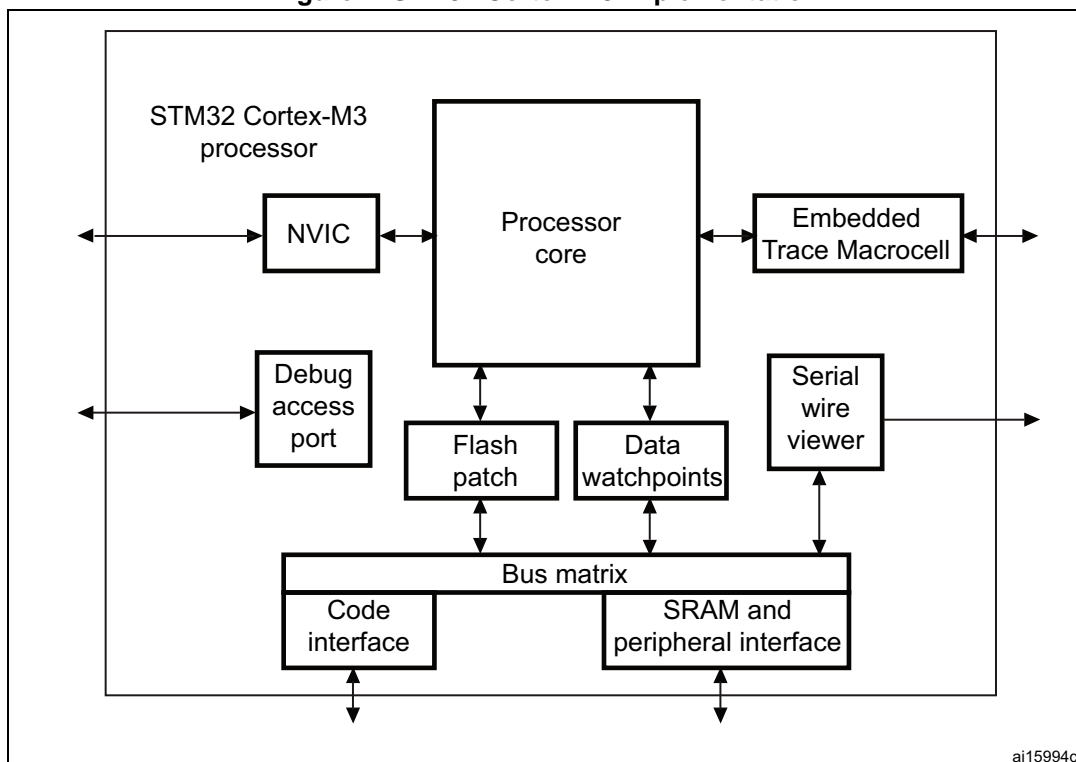 STM32 Cortex-M3
processor
NVIC
Processor
core
Embedded
Trace Macrocell
Debug
access
port
Flash
patch
Data
watchpoints
Serial
wire
viewer
Bus matrix
Code
interface
SRAM and
peripheral interface
ai15994c